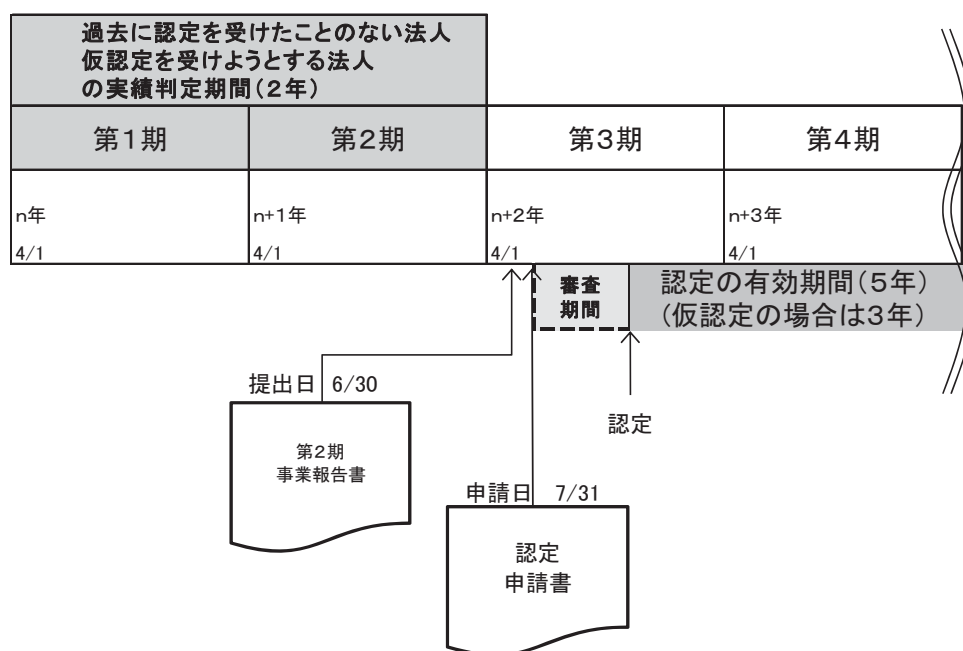 過去に認定を受けたことのない法人
仮認定を受けようとする法人
の実績判定期間(2年)
第1期
第2期
第3期
第4期
n年
4/1
n+1年
4/1
n+2年
4/1
n+3年
4/1
審査
期間
認定の有効期間(5年)
(仮認定の場合は3年)
提出日 6/30
認定
第2期
事業報告書
申請日 7/31
認定
申請書